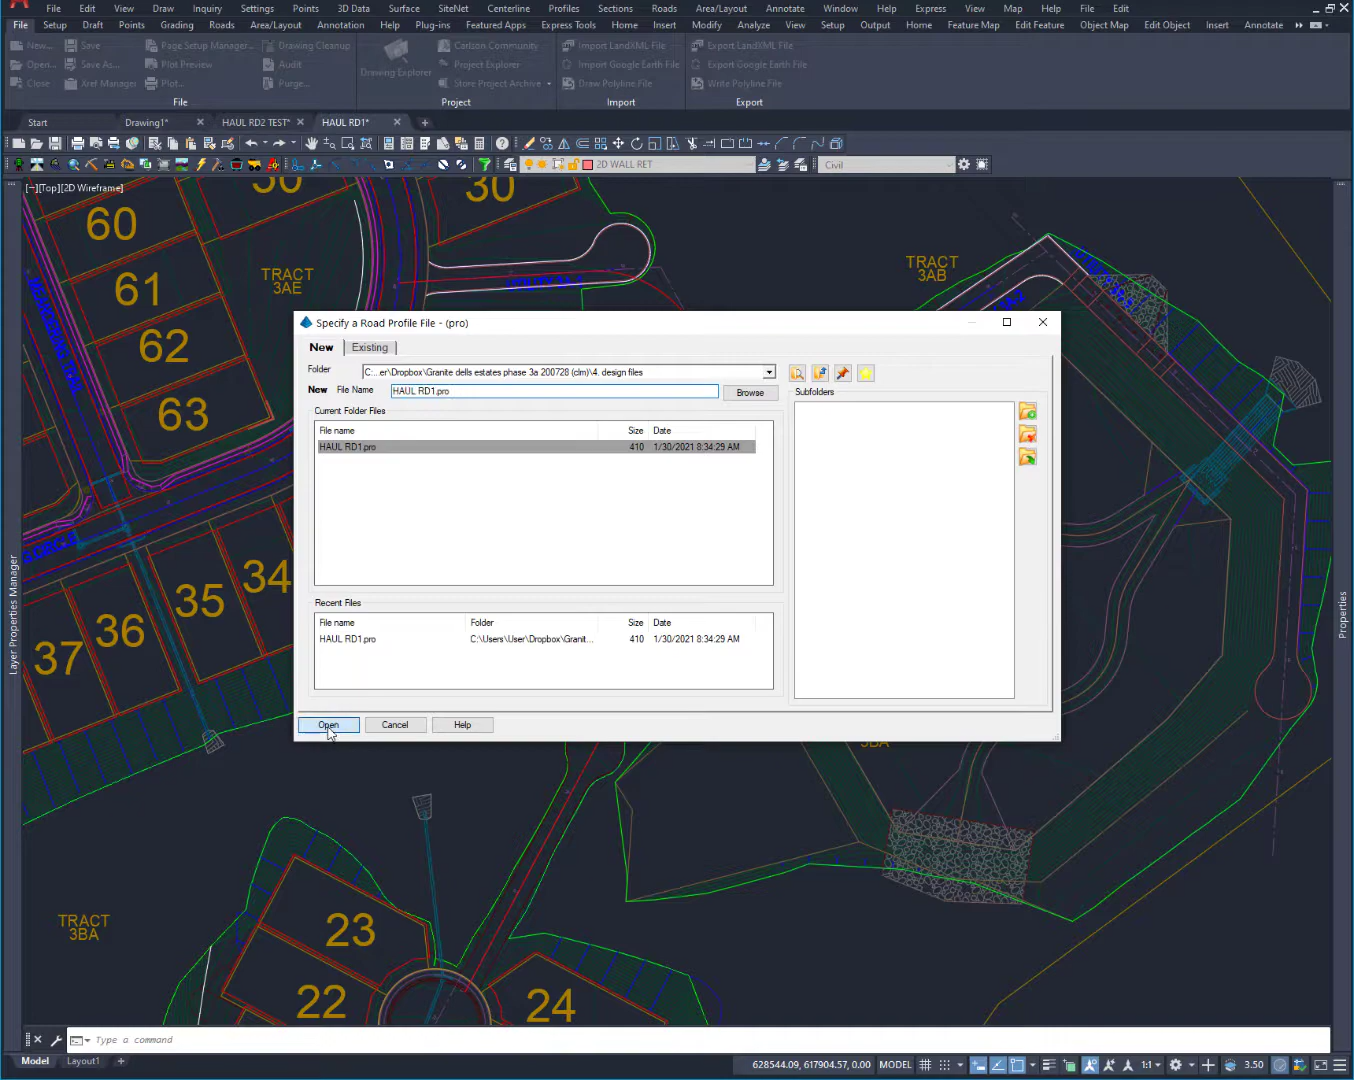 File Edit View Draw Inquiry Settings Points 3D Data Surface SiteNet Centerline Profiles Sections Roads Area/Layout Annotate Window Help Express View Map Help File Edit
File Setup Draft Points Grading Roads Area/Layout Annotation Help Plug-ins Featured Apps Express Tools Home Insert Modify Analyze View Setup Output Home Feature Map Edit Feature Object Map Edit Object Insert Annotate
New... Save Page Setup Manager... Drawing Cleanup Carlson Community Import LandXML File Export LandXML File
Open... Save As... Plot Preview Audit Drawing Explorer Project Explorer Import Google Earth File Export Google Earth File
Close Xref Manager Plot... Purge... Store Project Archive Draw Polyline File Write Polyline File
File Project Import Export
Start Drawing1* HAUL RD2 TEST* HAUL RD1*
2D WALL RET Civil
[−][Top][2D Wireframe]
50
30
60
TRACT
3AE
TRACT
3AB
61
MEANDERING TRAIL
62
63
Specify a Road Profile File - (pro)
New Existing
Folder C:... er\Dropbox\Granite dells estates phase 3a 200728 (clm)\4. design files
New File Name HAUL RD1.pro Browse
Subfolders
Current Folder Files
File name Size Date
HAUL RD1.pro 410 1/30/2021 8:34:29 AM
Recent Files
File name Folder Size Date
HAUL RD1.pro C:\Users\User\Dropbox\Granit... 410 1/30/2021 8:34:29 AM
Open Cancel Help
CIRCLE
34
35
36
37
Layer Properties Manager
Properties
3BA
TRACT
3BA
23
22
24
Type a command
Model Layout1
628544.09, 617904.57, 0.00 MODEL 1:1 3.50